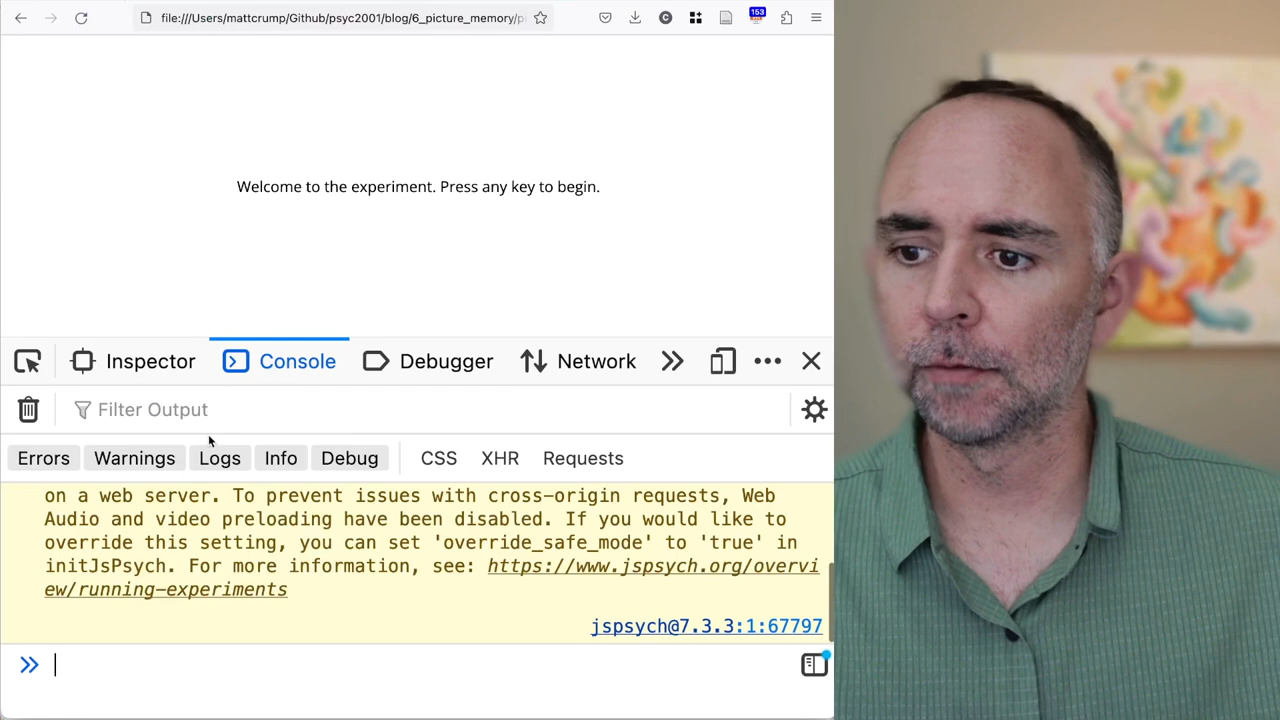 file:///Users/mattcrump/Github/psyc2001/blog/6_picture_memory/p
153
Welcome to the experiment. Press any key to begin.
Inspector Console Debugger Network
Filter Output
Errors Warnings Logs Info Debug CSS XHR Requests
on a web server. To prevent issues with cross-origin requests, Web
Audio and video preloading have been disabled. If you would like to
override this setting, you can set 'override_safe_mode' to 'true' in
initJsPsych. For more information, see: https://www.jspsych.org/overvi
ew/running-experiments
jspsych@7.3.3:1:67797